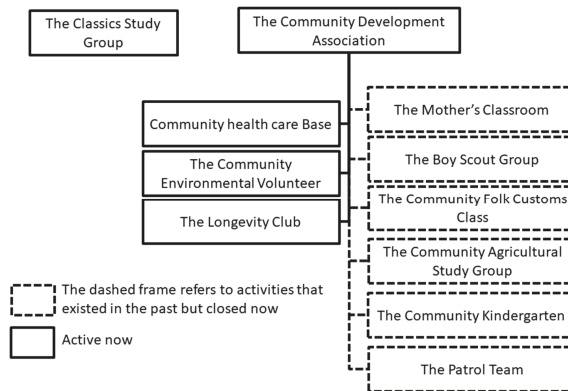 The Classics Study
Group
The Community Development
Association
Community health care Base
The Community
Environmental Volunteer
The Longevity Club
The Mother's Classroom
The Boy Scout Group
The Community Folk Customs
Class
The Community Agricultural
Study Group
The Community Kindergarten
The Patrol Team
The dashed frame refers to activities that
existed in the past but closed now
Active now